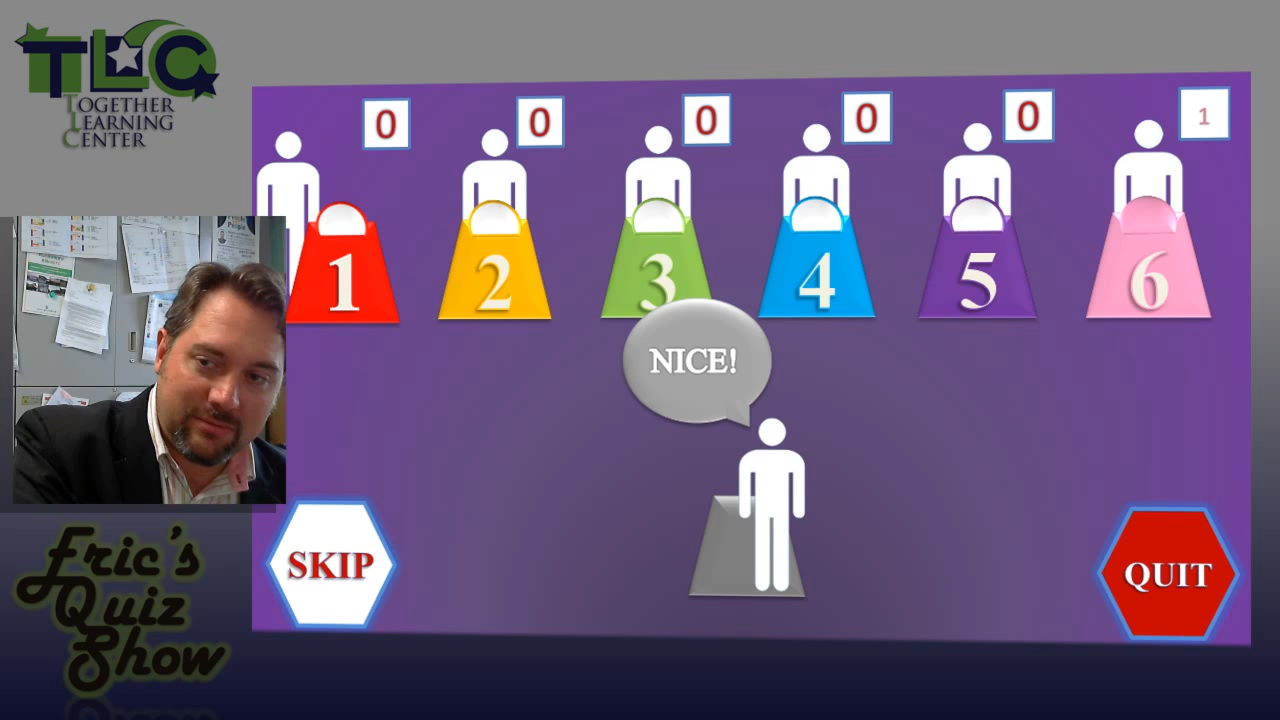 TLC
TOGETHER
LEARNING
CENTER
0
0
0
0
0
1
1
2
3
4
5
6
NICE!
SKIP
QUIT
Eric's
Quiz
Show